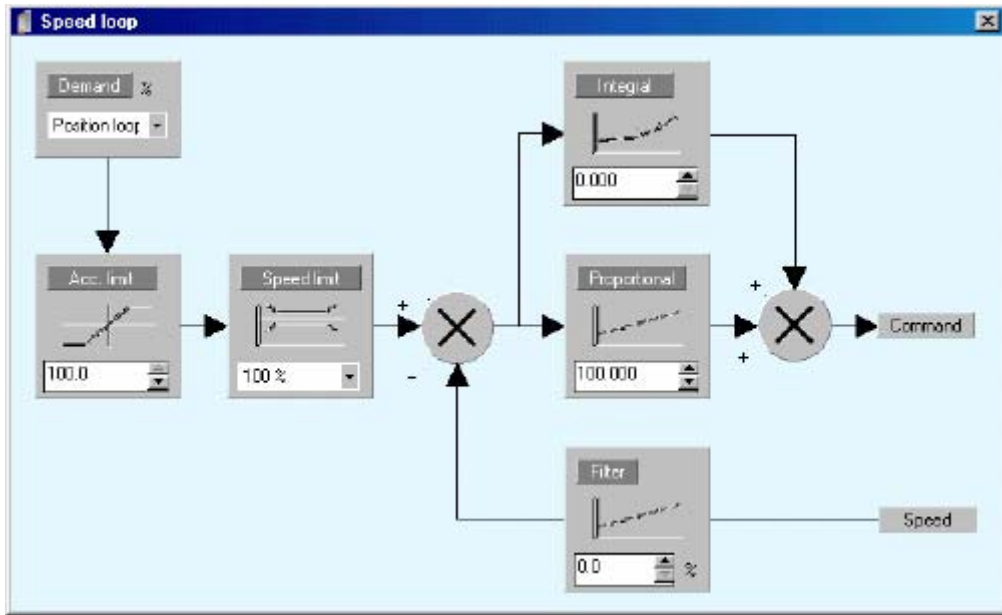 Speed loop
Demand %
Position loop
Integral
0.000
Acc. limit
100.0
Speed limit
100 %
+
-
Proportional
100.000
+
+
Command
Filter
0.0 %
Speed